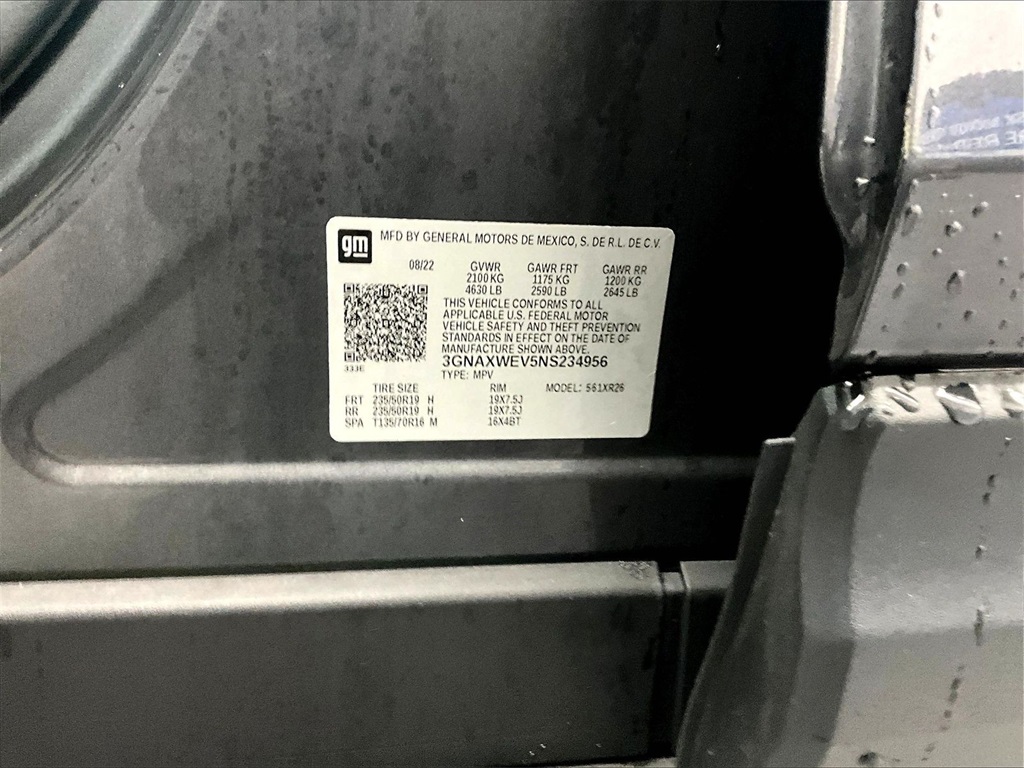 gm
MFD BY GENERAL MOTORS DE MEXICO, S. DE R.L. DE C.V.
08/22 GVWR GAWR FRT GAWR RR
2100 KG 1175 KG 1200 KG
4630 LB 2590 LB 2645 LB
THIS VEHICLE CONFORMS TO ALL
APPLICABLE U.S. FEDERAL MOTOR
VEHICLE SAFETY AND THEFT PREVENTION
STANDARDS IN EFFECT ON THE DATE OF
MANUFACTURE SHOWN ABOVE.
333E
3GNAXWEV5NS234956
TYPE: MPV
TIRE SIZE RIM MODEL: 561XR26
FRT 235/50R19 H 19X7.5J
RR 235/50R19 H 19X7.5J
SPA T135/70R16 M 16X4BT